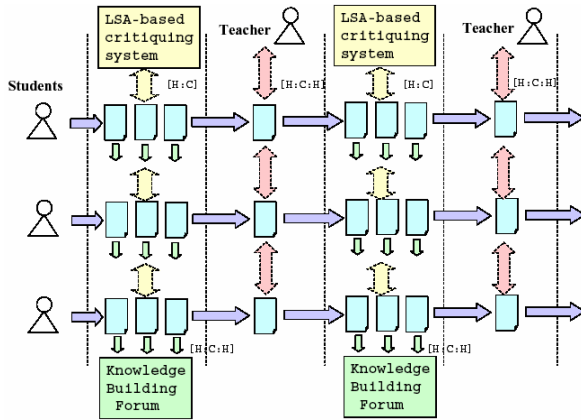 LSA-based
critiquing
system
Teacher
LSA-based
critiquing
system
Teacher
Students
[H:C]
[H:C:H]
[H:C]
[H:C:H]
[H:C:H]
[H:C:H]
Knowledge
Building
Forum
Knowledge
Building
Forum